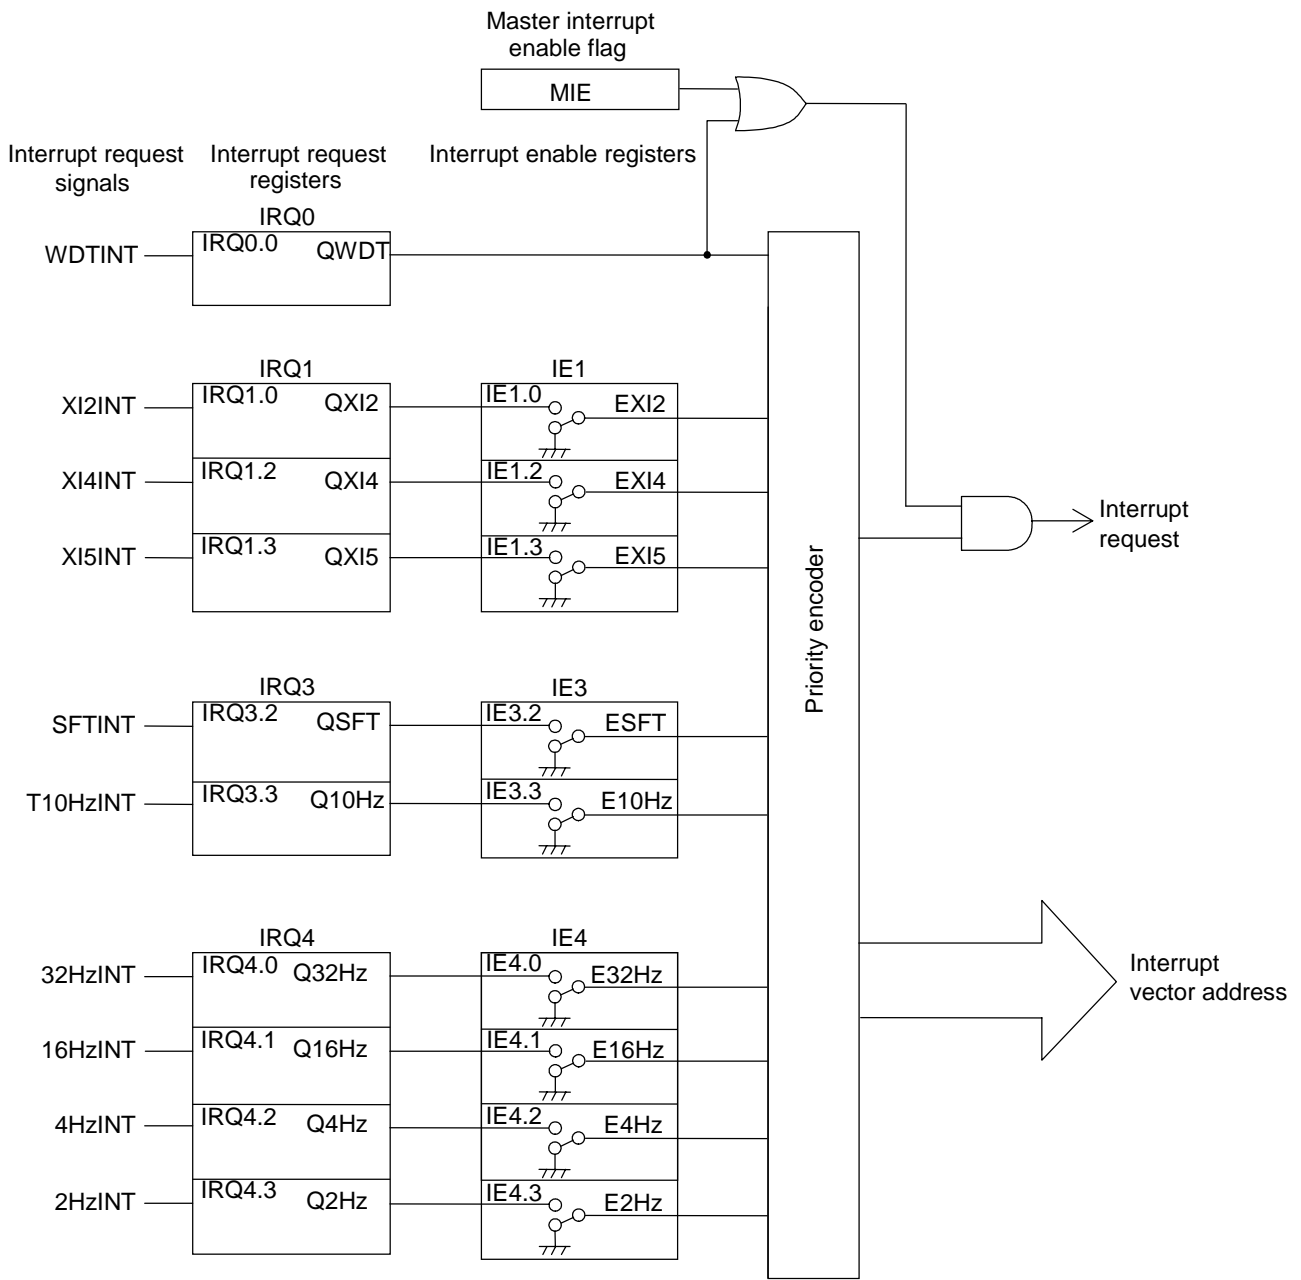 Master interrupt
enable flag
MIE
Interrupt request
signals
Interrupt request
registers
Interrupt enable registers
IRQ0
WDTINT
IRQ0.0
QWDT
IRQ1
IE1
XI2INT
IRQ1.0
QXI2
IE1.0
EXI2
XI4INT
IRQ1.2
QXI4
IE1.2
EXI4
XI5INT
IRQ1.3
QXI5
IE1.3
EXI5
Interrupt
request
Priority encoder
IRQ3
IE3
SFTINT
IRQ3.2
QSFT
IE3.2
ESFT
T10HzINT
IRQ3.3
Q10Hz
IE3.3
E10Hz
IRQ4
IE4
32HzINT
IRQ4.0
Q32Hz
IE4.0
E32Hz
Interrupt
vector address
16HzINT
IRQ4.1
Q16Hz
IE4.1
E16Hz
4HzINT
IRQ4.2
Q4Hz
IE4.2
E4Hz
2HzINT
IRQ4.3
Q2Hz
IE4.3
E2Hz